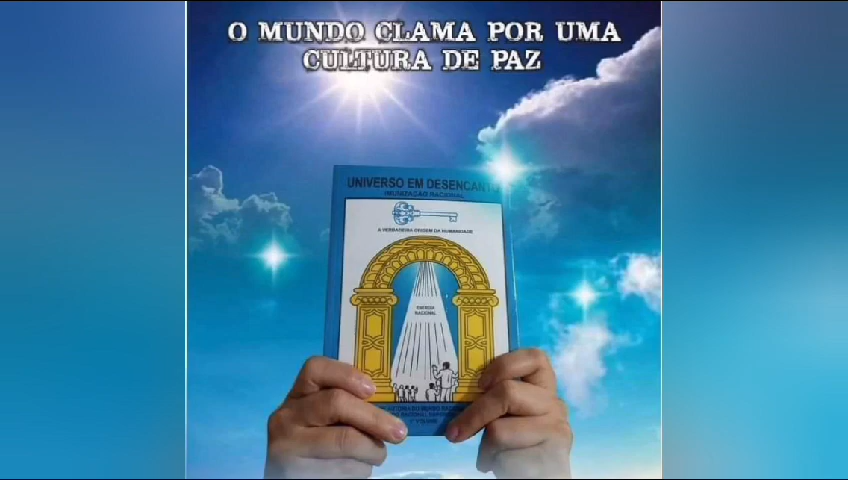 O MUNDO CLAMA POR UMA
CULTURA DE PAZ
UNIVERSO EM DESENCANTO
IMUNIZAÇÃO RACIONAL
A VERDADEIRA ORIGEM DA HUMANIDADE
ENERGIA
RACIONAL